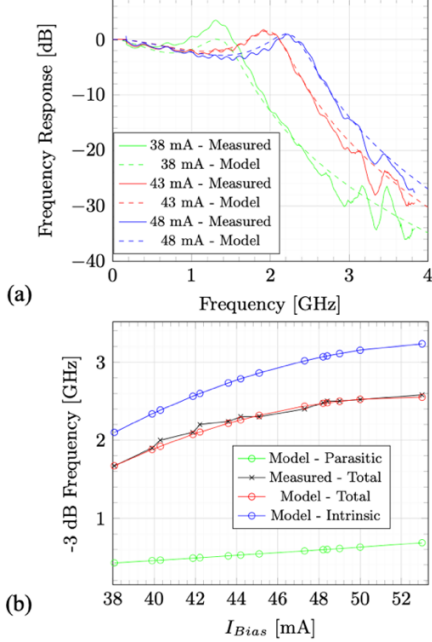 0
−10
−20
−30
−40
Frequency Response [dB]
38 mA - Measured
38 mA - Model
43 mA - Measured
43 mA - Model
48 mA - Measured
48 mA - Model
0 1 2 3 4
(a)
Frequency [GHz]
3
2
1
-3 dB Frequency [GHz]
Model - Parasitic
Measured - Total
Model - Total
Model - Intrinsic
38 40 42 44 46 48 50 52
(b)
I_{Bias} [mA]